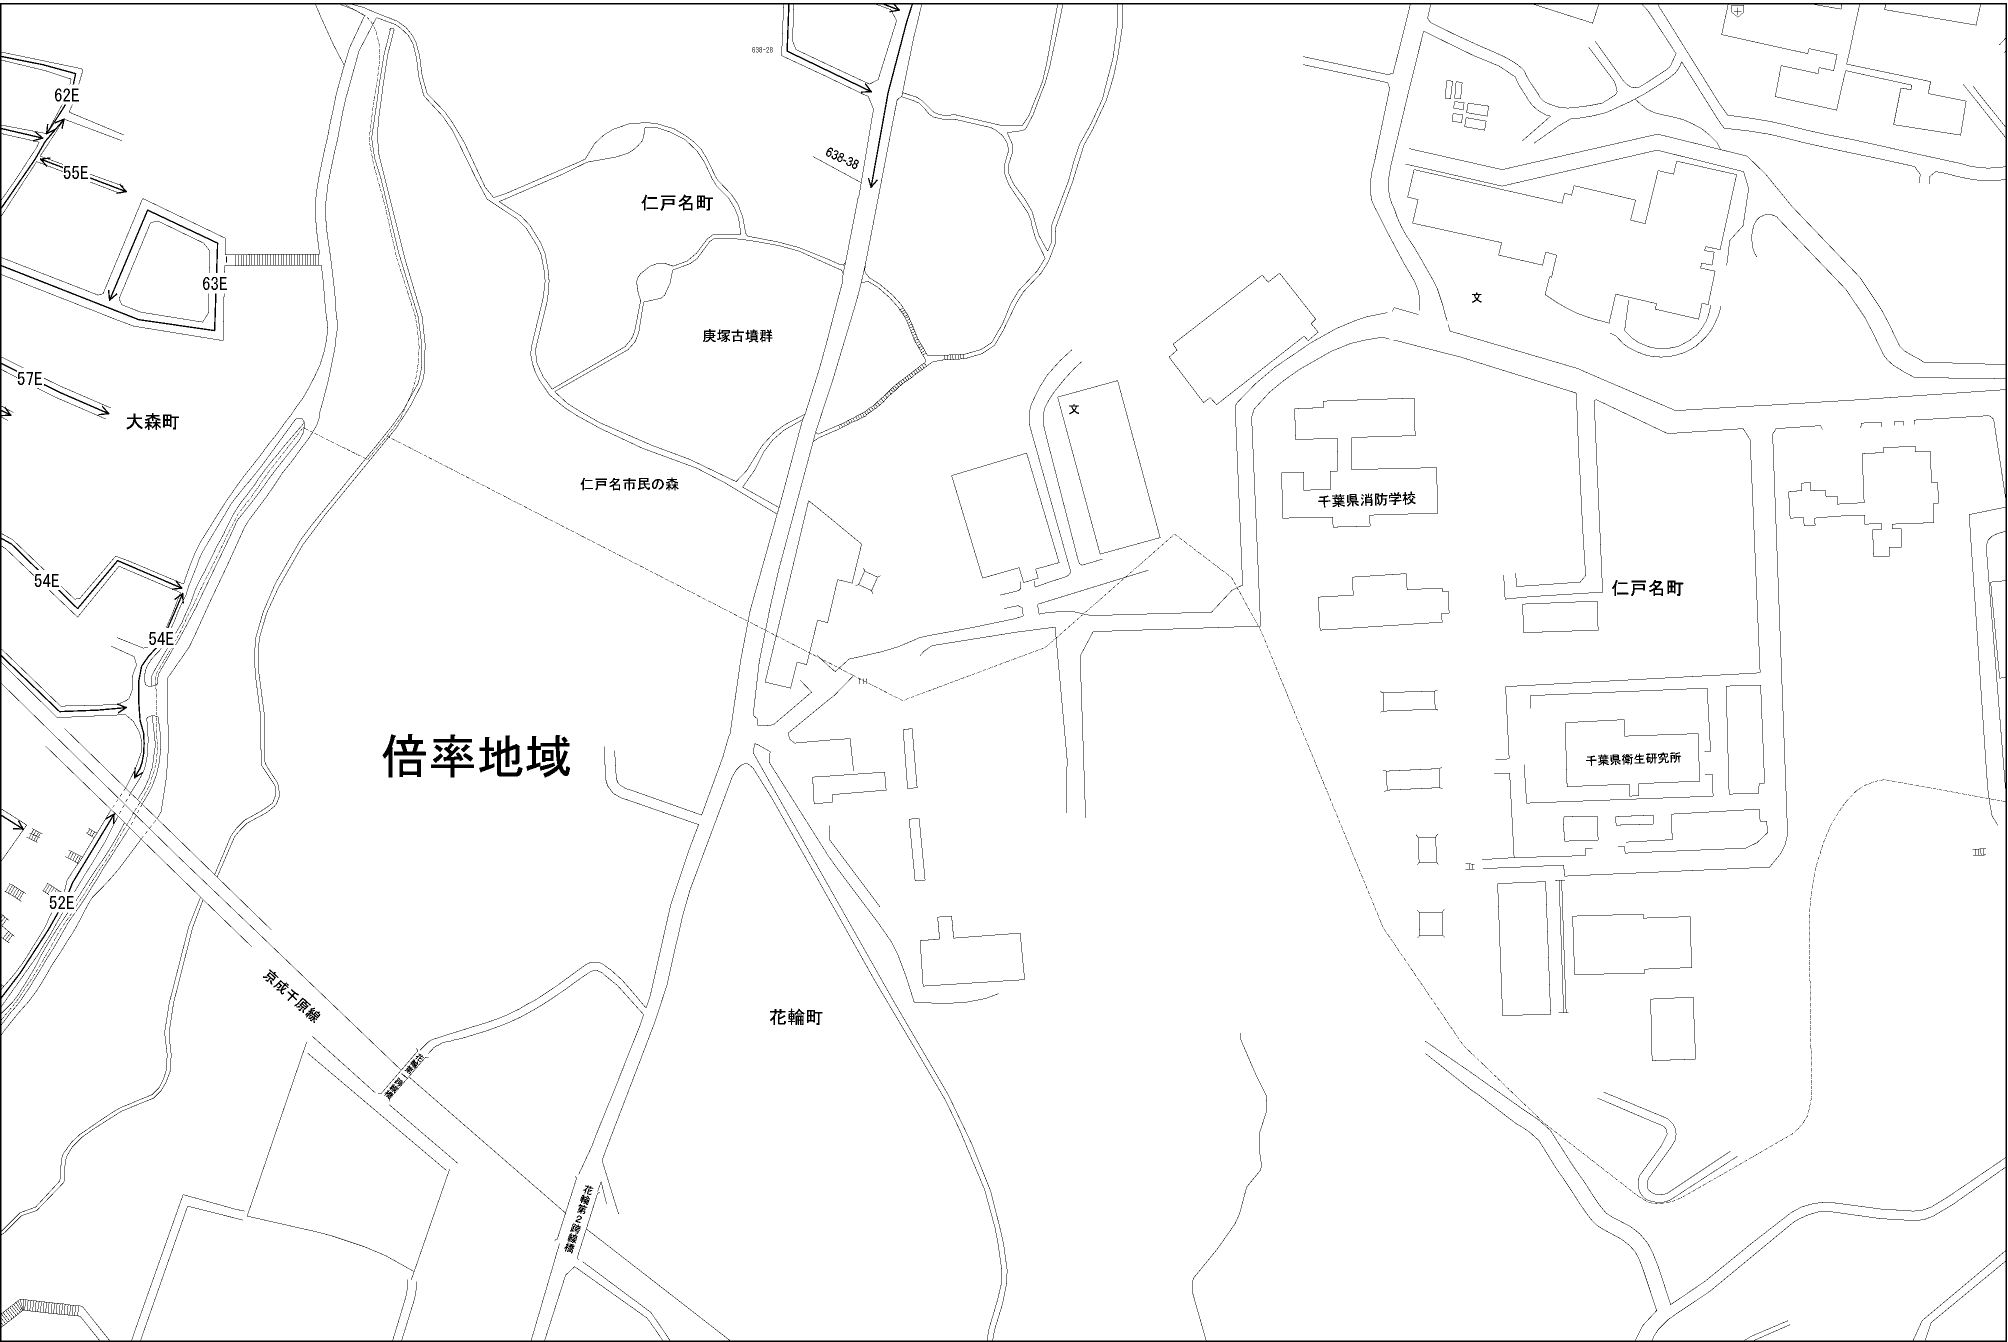 638-28
62E
638-38
55E
仁戸名町
63E
文
庚塚古墳群
57E
文
大森町
仁戸名市民の森
千葉県消防学校
54E
仁戸名町
54E
倍率地域
千葉県衛生研究所
52E
京成千原線
花輪町
花輪第2跨線橋